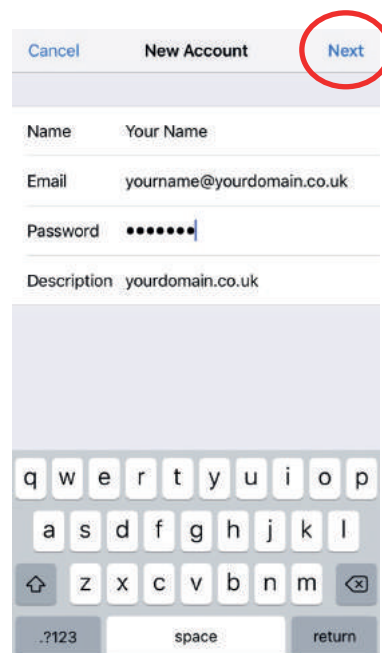 Cancel New Account Next
Name Your Name
Email yourname@yourdomain.co.uk
Password •••••••
Description yourdomain.co.uk
q w e r t y u i o p
a s d f g h j k l
z x c v b n m
.?123 space return